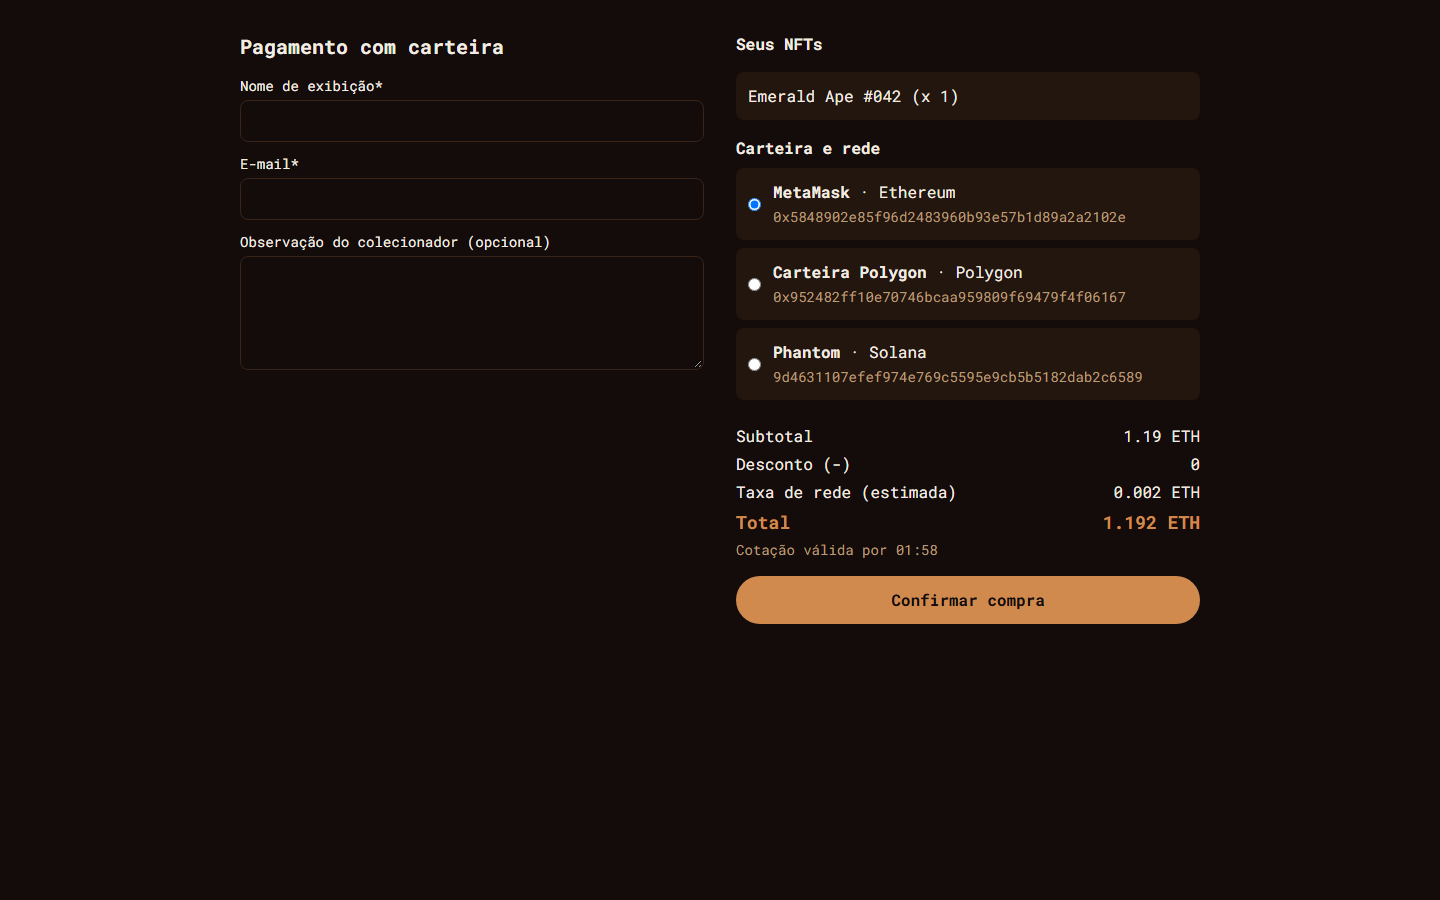 Pagamento com carteira
Nome de exibição*
E-mail*
Observação do colecionador (opcional)
Seus NFTs
Emerald Ape #042 (x 1)
Carteira e rede
MetaMask · Ethereum
0x5848902e85f96d2483960b93e57b1d89a2a2102e
Carteira Polygon · Polygon
0x952482ff10e70746bcaa959809f69479f4f06167
Phantom · Solana
9d4631107efef974e769c5595e9cb5b5182dab2c6589
Subtotal 1.19 ETH
Desconto (-) 0
Taxa de rede (estimada) 0.002 ETH
Total 1.192 ETH
Cotação válida por 01:58
Confirmar compra